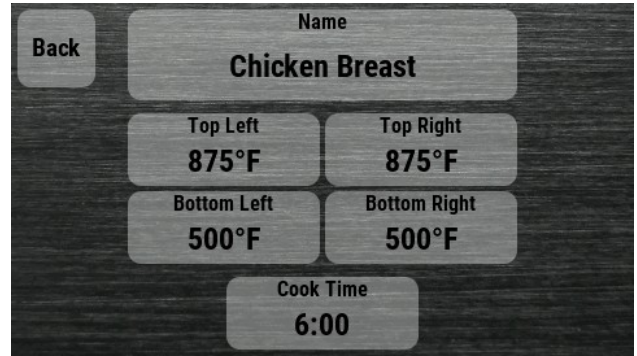 Back
Name
Chicken Breast
Top Left
875°F
Top Right
875°F
Bottom Left
500°F
Bottom Right
500°F
Cook Time
6:00